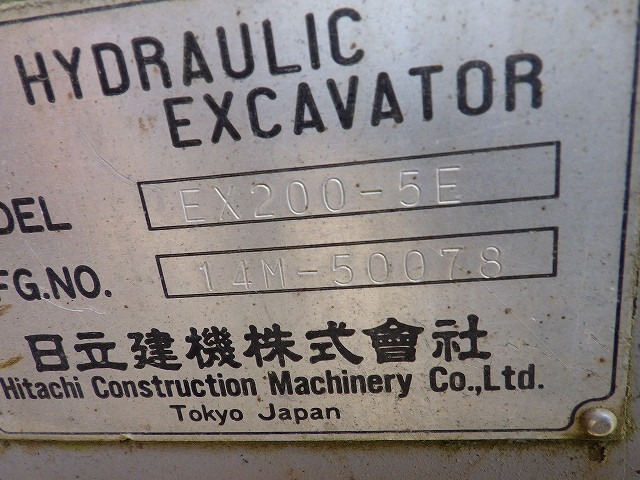 HYDRAULIC
EXCAVATOR
DEL EX200-5E
FG.NO. 14M-50078
日立建機株式會社
Hitachi Construction Machinery Co.,Ltd.
Tokyo Japan